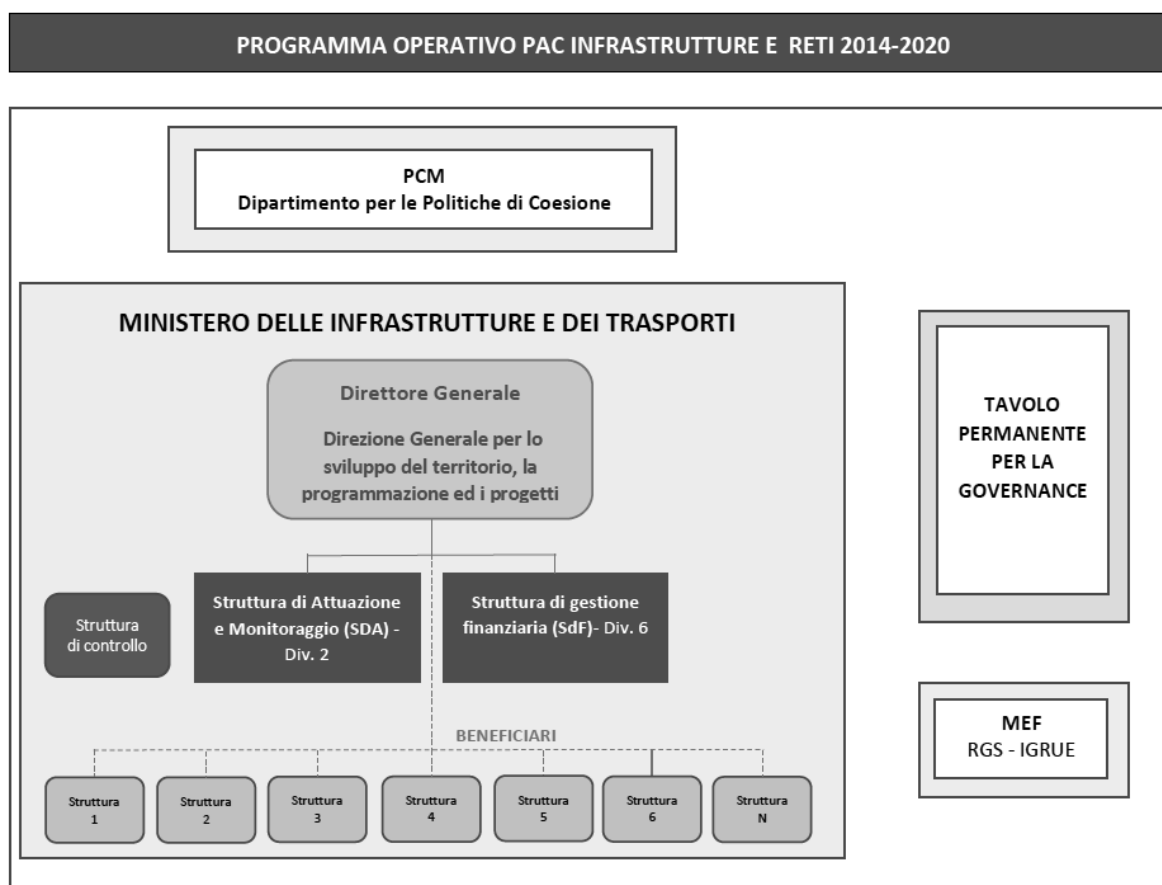 PROGRAMMA OPERATIVO PAC INFRASTRUTTURE E RETI 2014-2020
PCM
Dipartimento per le Politiche di Coesione
MINISTERO DELLE INFRASTRUTTURE E DEI TRASPORTI
Direttore Generale
Direzione Generale per lo
sviluppo del territorio, la
programmazione ed i progetti
TAVOLO
PERMANENTE
PER LA
GOVERNANCE
Struttura
di controllo
Struttura di Attuazione
e Monitoraggio (SDA) -
Div. 2
Struttura di gestione
finanziaria (SdF)- Div. 6
MEF
RGS - IGRUE
BENEFICIARI
Struttura
1
Struttura
2
Struttura
3
Struttura
4
Struttura
5
Struttura
6
Struttura
N